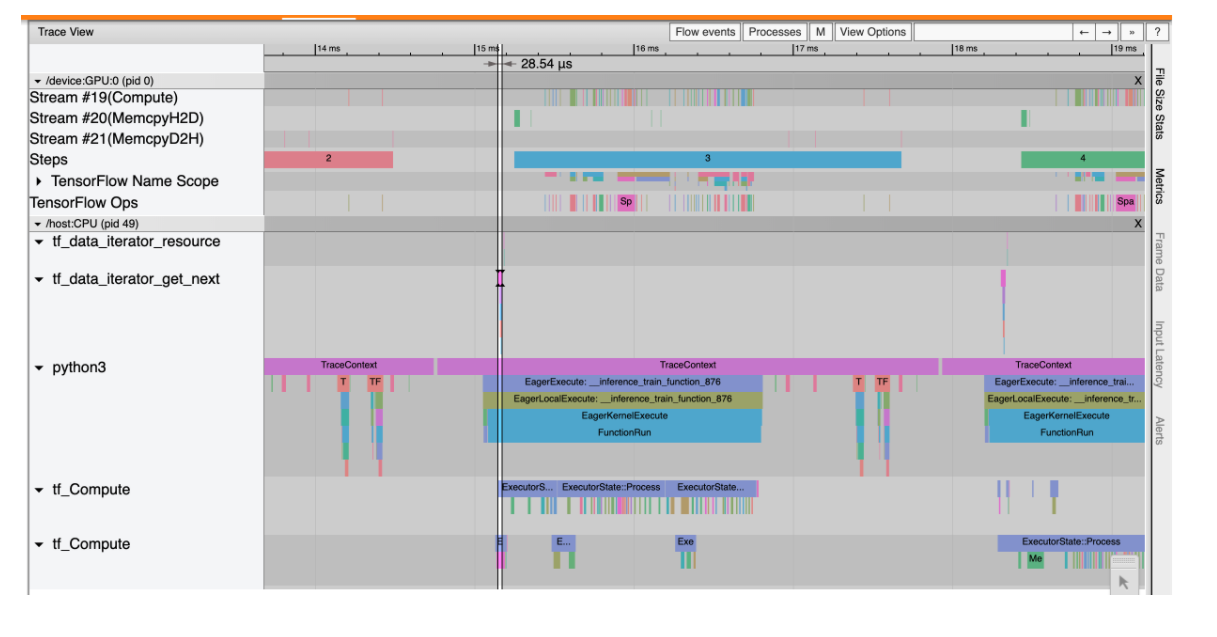 Trace View Flow events Processes M View Options ← → » ?
14 ms 15 ms 16 ms 17 ms 18 ms 19 ms
28.54 µs
/device:GPU:0 (pid 0) X
Stream #19(Compute)
Stream #20(MemcpyH2D)
Stream #21(MemcpyD2H)
Steps 2 3 4
TensorFlow Name Scope
TensorFlow Ops Sp Spa
/host:CPU (pid 49) X
tf_data_iterator_resource
tf_data_iterator_get_next
python3 TraceContext TraceContext TraceContext
T TF EagerExecute: __inference_train_function_876 T TF EagerExecute: __inference_trai...
EagerLocalExecute: __inference_train_function_876 EagerLocalExecute: __inference_tr...
EagerKernelExecute EagerKernelExecute
FunctionRun FunctionRun
tf_Compute ExecutorS... ExecutorState::Process ExecutorState...
tf_Compute E E... Exe ExecutorState::Process
Me
File Size Stats
Metrics
Frame Data
Input Latency
Alerts